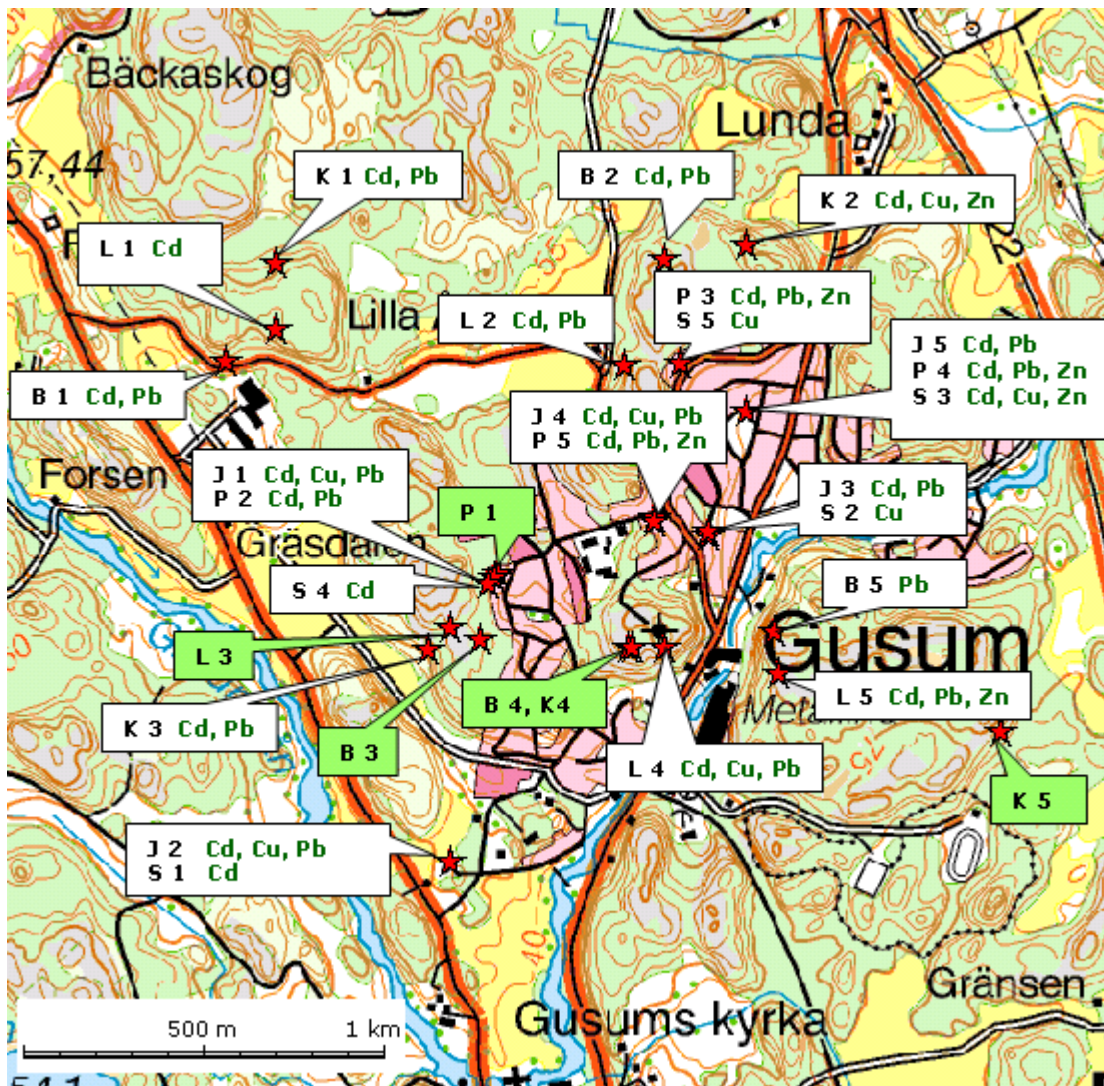 Bäckaskog
Lunda
57,44
K 1 Cd, Pb
B 2 Cd, Pb
K 2 Cd, Cu, Zn
L 1 Cd
22
55
P 3 Cd, Pb, Zn
S 5 Cu
L 2 Cd, Pb
Lilla
J 5 Cd, Pb
P 4 Cd, Pb, Zn
S 3 Cd, Cu, Zn
B 1 Cd, Pb
J 4 Cd, Cu, Pb
P 5 Cd, Pb, Zn
Forsen
J 1 Cd, Cu, Pb
P 2 Cd, Pb
P 1
J 3 Cd, Pb
S 2 Cu
Gräsdalen
S 4 Cd
B 5 Pb
Gusum
L 3
B 4, K4
L 5 Cd, Pb, Zn
K 3 Cd, Pb
B 3
L 4 Cd, Cu, Pb
75
K 5
J 2 Cd, Cu, Pb
S 1 Cd
40
Gränsen
500 m
1 km
Gusums kyrka